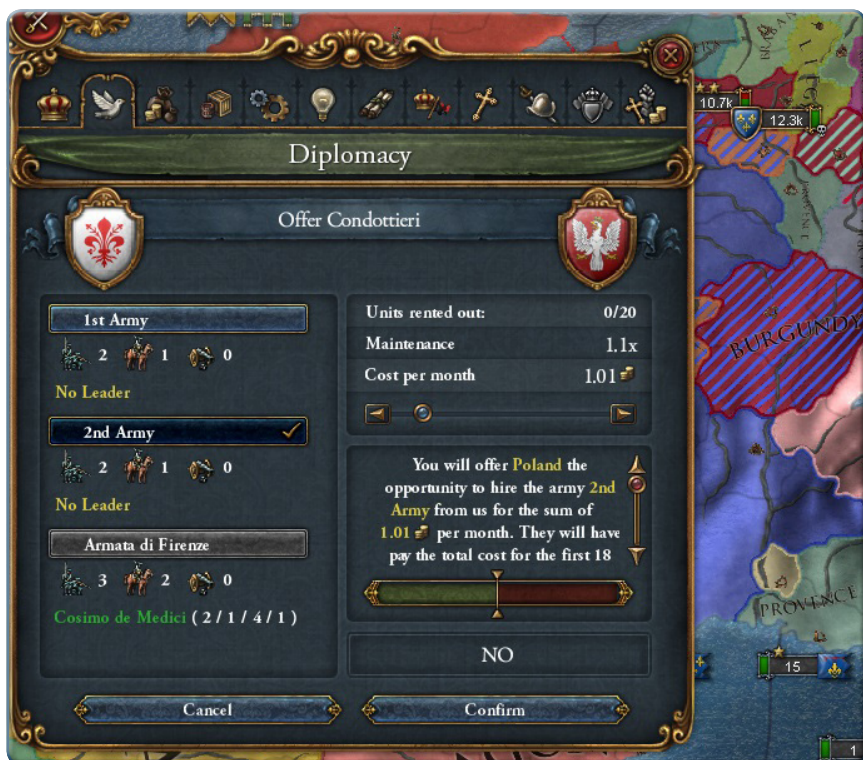 10.7k
12.3k
Diplomacy
Offer Condottieri
1st Army
2 1 0
No Leader
2nd Army
2 1 0
No Leader
Armata di Firenze
3 2 0
Cosimo de Medici ( 2 / 1 / 4 / 1 )
Units rented out: 0/20
Maintenance 1.1x
Cost per month 1.01
You will offer Poland the
opportunity to hire the army 2nd
Army from us for the sum of
1.01 per month. They will have
pay the total cost for the first 18
NO
Cancel
Confirm
BURGUNDY
PROVENCE
15
1